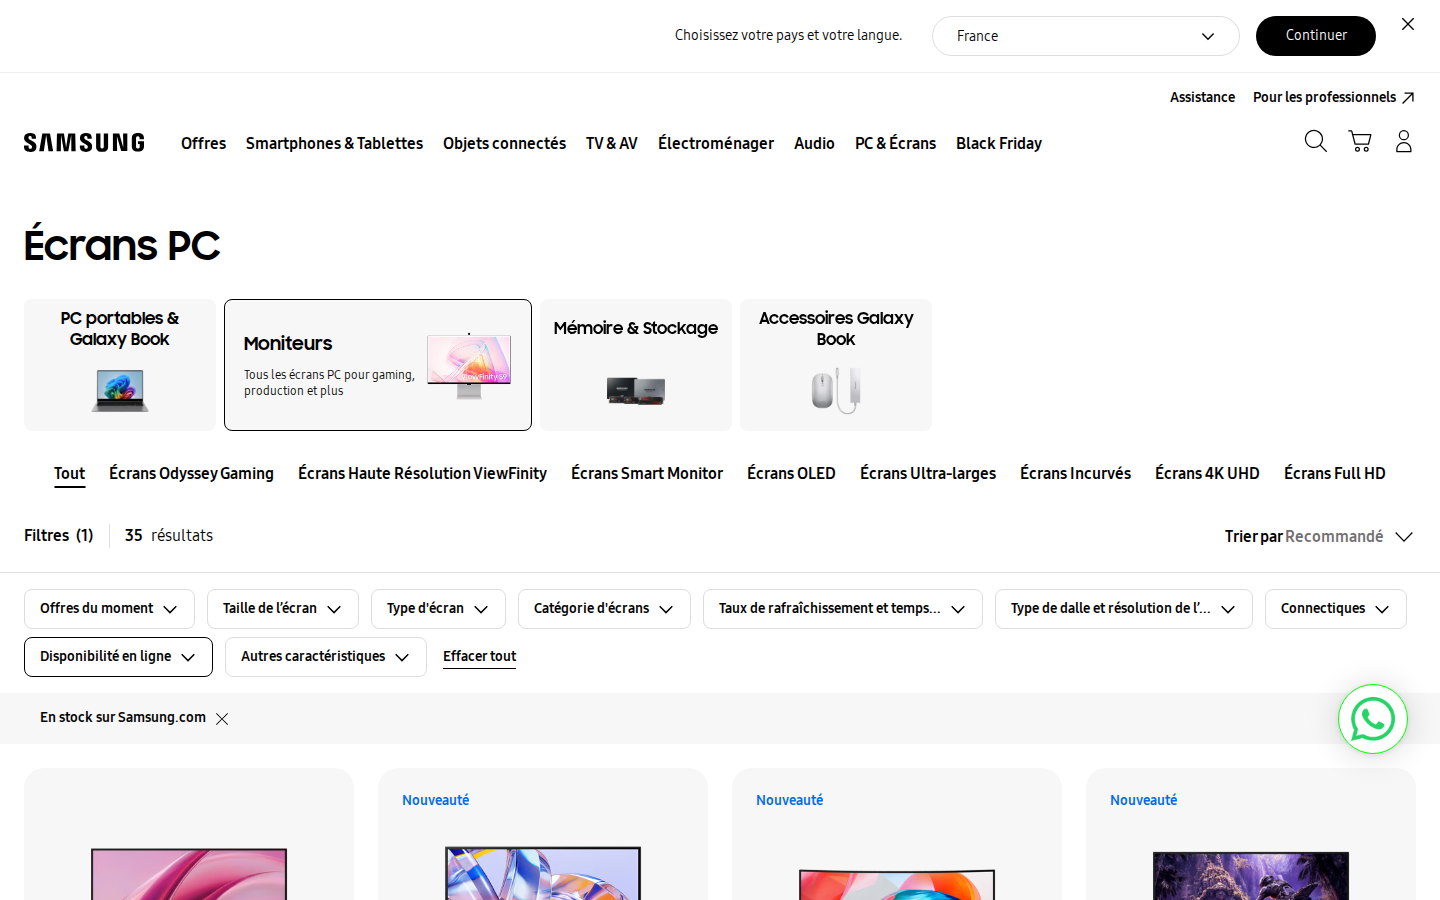 Choisissez votre pays et votre langue.
France
Continuer
Assistance
Pour les professionnels
SAMSUNG
Offres
Smartphones & Tablettes
Objets connectés
TV & AV
Électroménager
Audio
PC & Écrans
Black Friday
Écrans PC
PC portables &
Galaxy Book
Moniteurs
Tous les écrans PC pour gaming,
production et plus
ViewFinity S9
Mémoire & Stockage
Accessoires Galaxy
Book
Tout
Écrans Odyssey Gaming
Écrans Haute Résolution ViewFinity
Écrans Smart Monitor
Écrans OLED
Écrans Ultra-larges
Écrans Incurvés
Écrans 4K UHD
Écrans Full HD
Filtres (1)
35 résultats
Trier par Recommandé
Offres du moment
Taille de l’écran
Type d'écran
Catégorie d'écrans
Taux de rafraîchissement et temps...
Type de dalle et résolution de l’...
Connectiques
Disponibilité en ligne
Autres caractéristiques
Effacer tout
En stock sur Samsung.com
Nouveauté
Nouveauté
Nouveauté